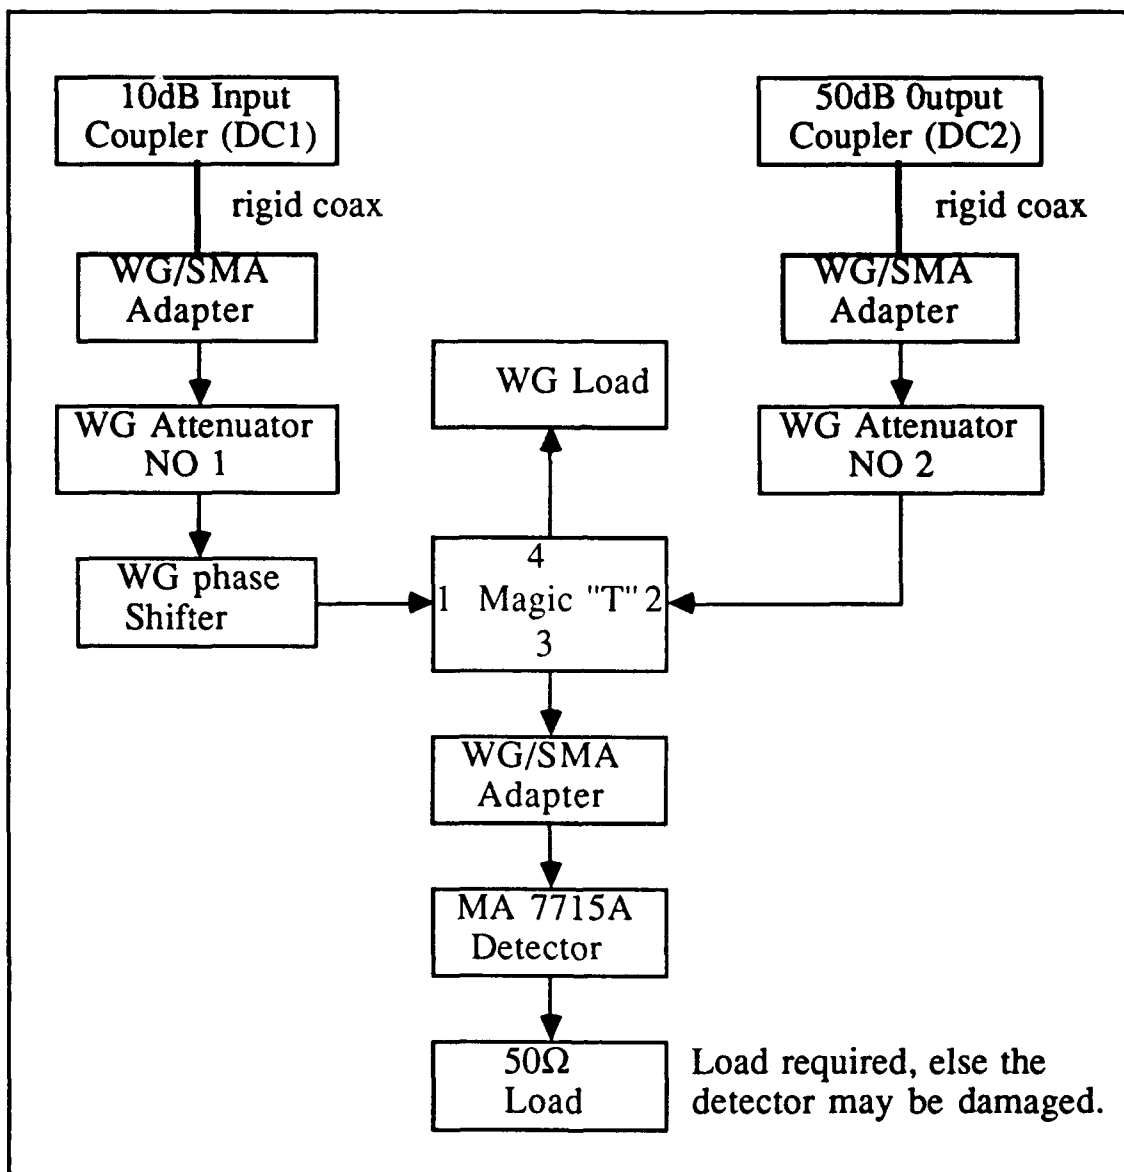 10dB Input
Coupler (DC1)
50dB Output
Coupler (DC2)
rigid coax
rigid coax
WG/SMA
Adapter
WG/SMA
Adapter
WG Load
WG Attenuator
NO 1
WG Attenuator
NO 2
WG phase
Shifter
4
1 Magic "T" 2
3
WG/SMA
Adapter
MA 7715A
Detector
50Ω
Load
Load required, else the
detector may be damaged.